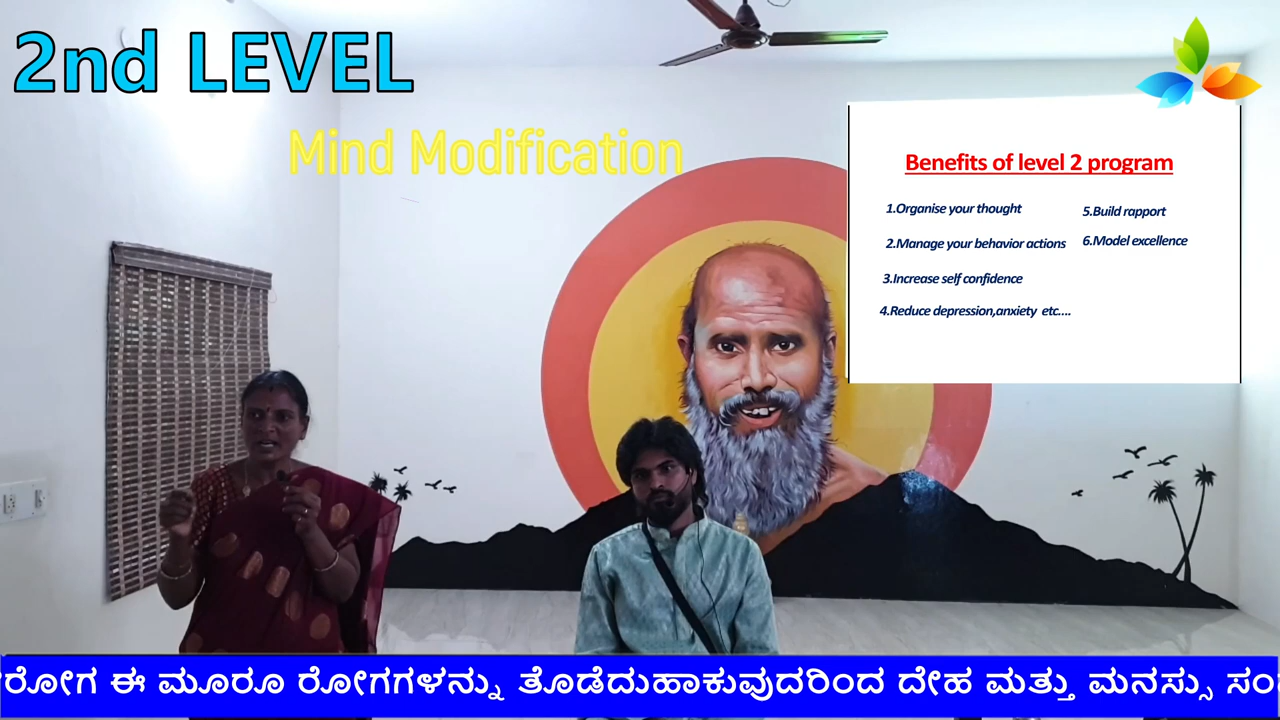 2nd LEVEL
Mind Modification
Benefits of level 2 program
1.Organise your thought
2.Manage your behavior actions
3.Increase self confidence
4.Reduce depression,anxiety etc....
5.Build rapport
6.Model excellence
ಈ ಮೂರೂ ರೋಗಗಳನ್ನು ತೊಡೆದುಹಾಕುವುದರಿಂದ ದೇಹ ಮತ್ತು ಮನಸ್ಸು